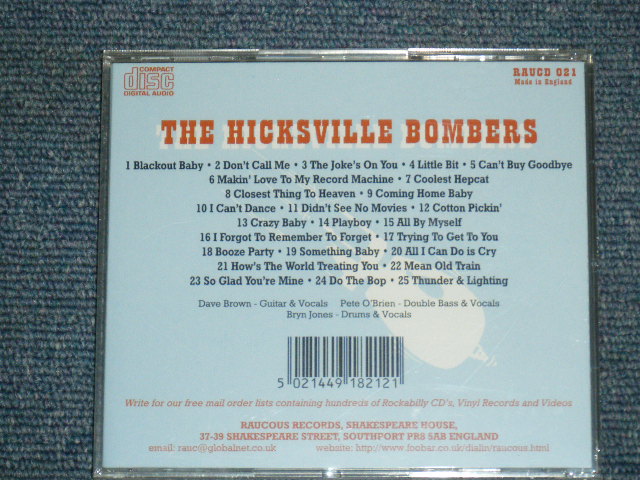 COMPACT
disc
DIGITAL AUDIO
RAUCD 021
Made in England
THE HICKSVILLE BOMBERS
1 Blackout Baby • 2 Don't Call Me • 3 The Joke's On You • 4 Little Bit • 5 Can't Buy Goodbye
6 Makin' Love To My Record Machine • 7 Coolest Hepcat
8 Closest Thing To Heaven • 9 Coming Home Baby
10 I Can't Dance • 11 Didn't See No Movies • 12 Cotton Pickin'
13 Crazy Baby • 14 Playboy • 15 All By Myself
16 I Forgot To Remember To Forget • 17 Trying To Get To You
18 Booze Party • 19 Something Baby • 20 All I Can Do is Cry
21 How's The World Treating You • 22 Mean Old Train
23 So Glad You're Mine • 24 Do The Bop • 25 Thunder & Lighting
Dave Brown - Guitar & Vocals Pete O'Brien - Double Bass & Vocals
Bryn Jones - Drums & Vocals
5 021449 182121
Write for our free mail order lists containing hundreds of Rockabilly CD's, Vinyl Records and Videos
RAUCOUS RECORDS, SHAKESPEARE HOUSE,
37-39 SHAKESPEARE STREET, SOUTHPORT PR8 5AB ENGLAND
email: rauc@globalnet.co.uk website: http://www.foobar.co.uk/dialin/raucous.html